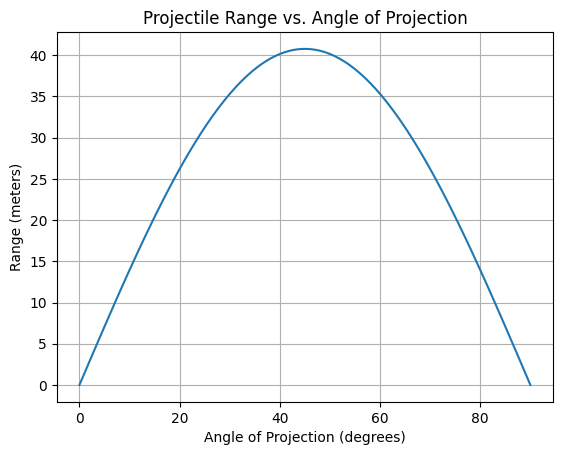 Projectile Range vs. Angle of Projection
40
35
30
25
20
15
10
5
0
Range (meters)
0 20 40 60 80
Angle of Projection (degrees)